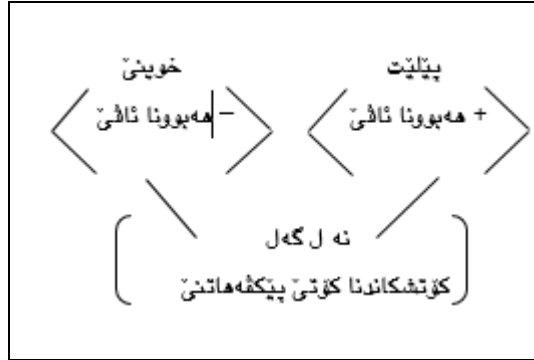 پێلێت
خوینێ
+ هەبوونا ئاڤێ
– هەبوونا ئاڤێ
نە ل گەل
کۆتشکاندنا کۆتێ پێکڤەهاتنێ